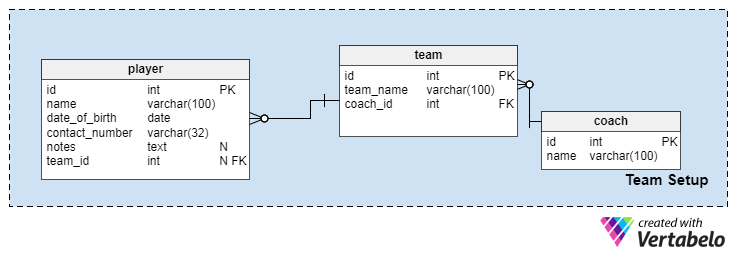 player
id int PK
name varchar(100)
date_of_birth date
contact_number varchar(32)
notes text N
team_id int N FK
team
id int PK
team_name varchar(100)
coach_id int FK
coach
id int PK
name varchar(100)
Team Setup
created with
Vertabelo